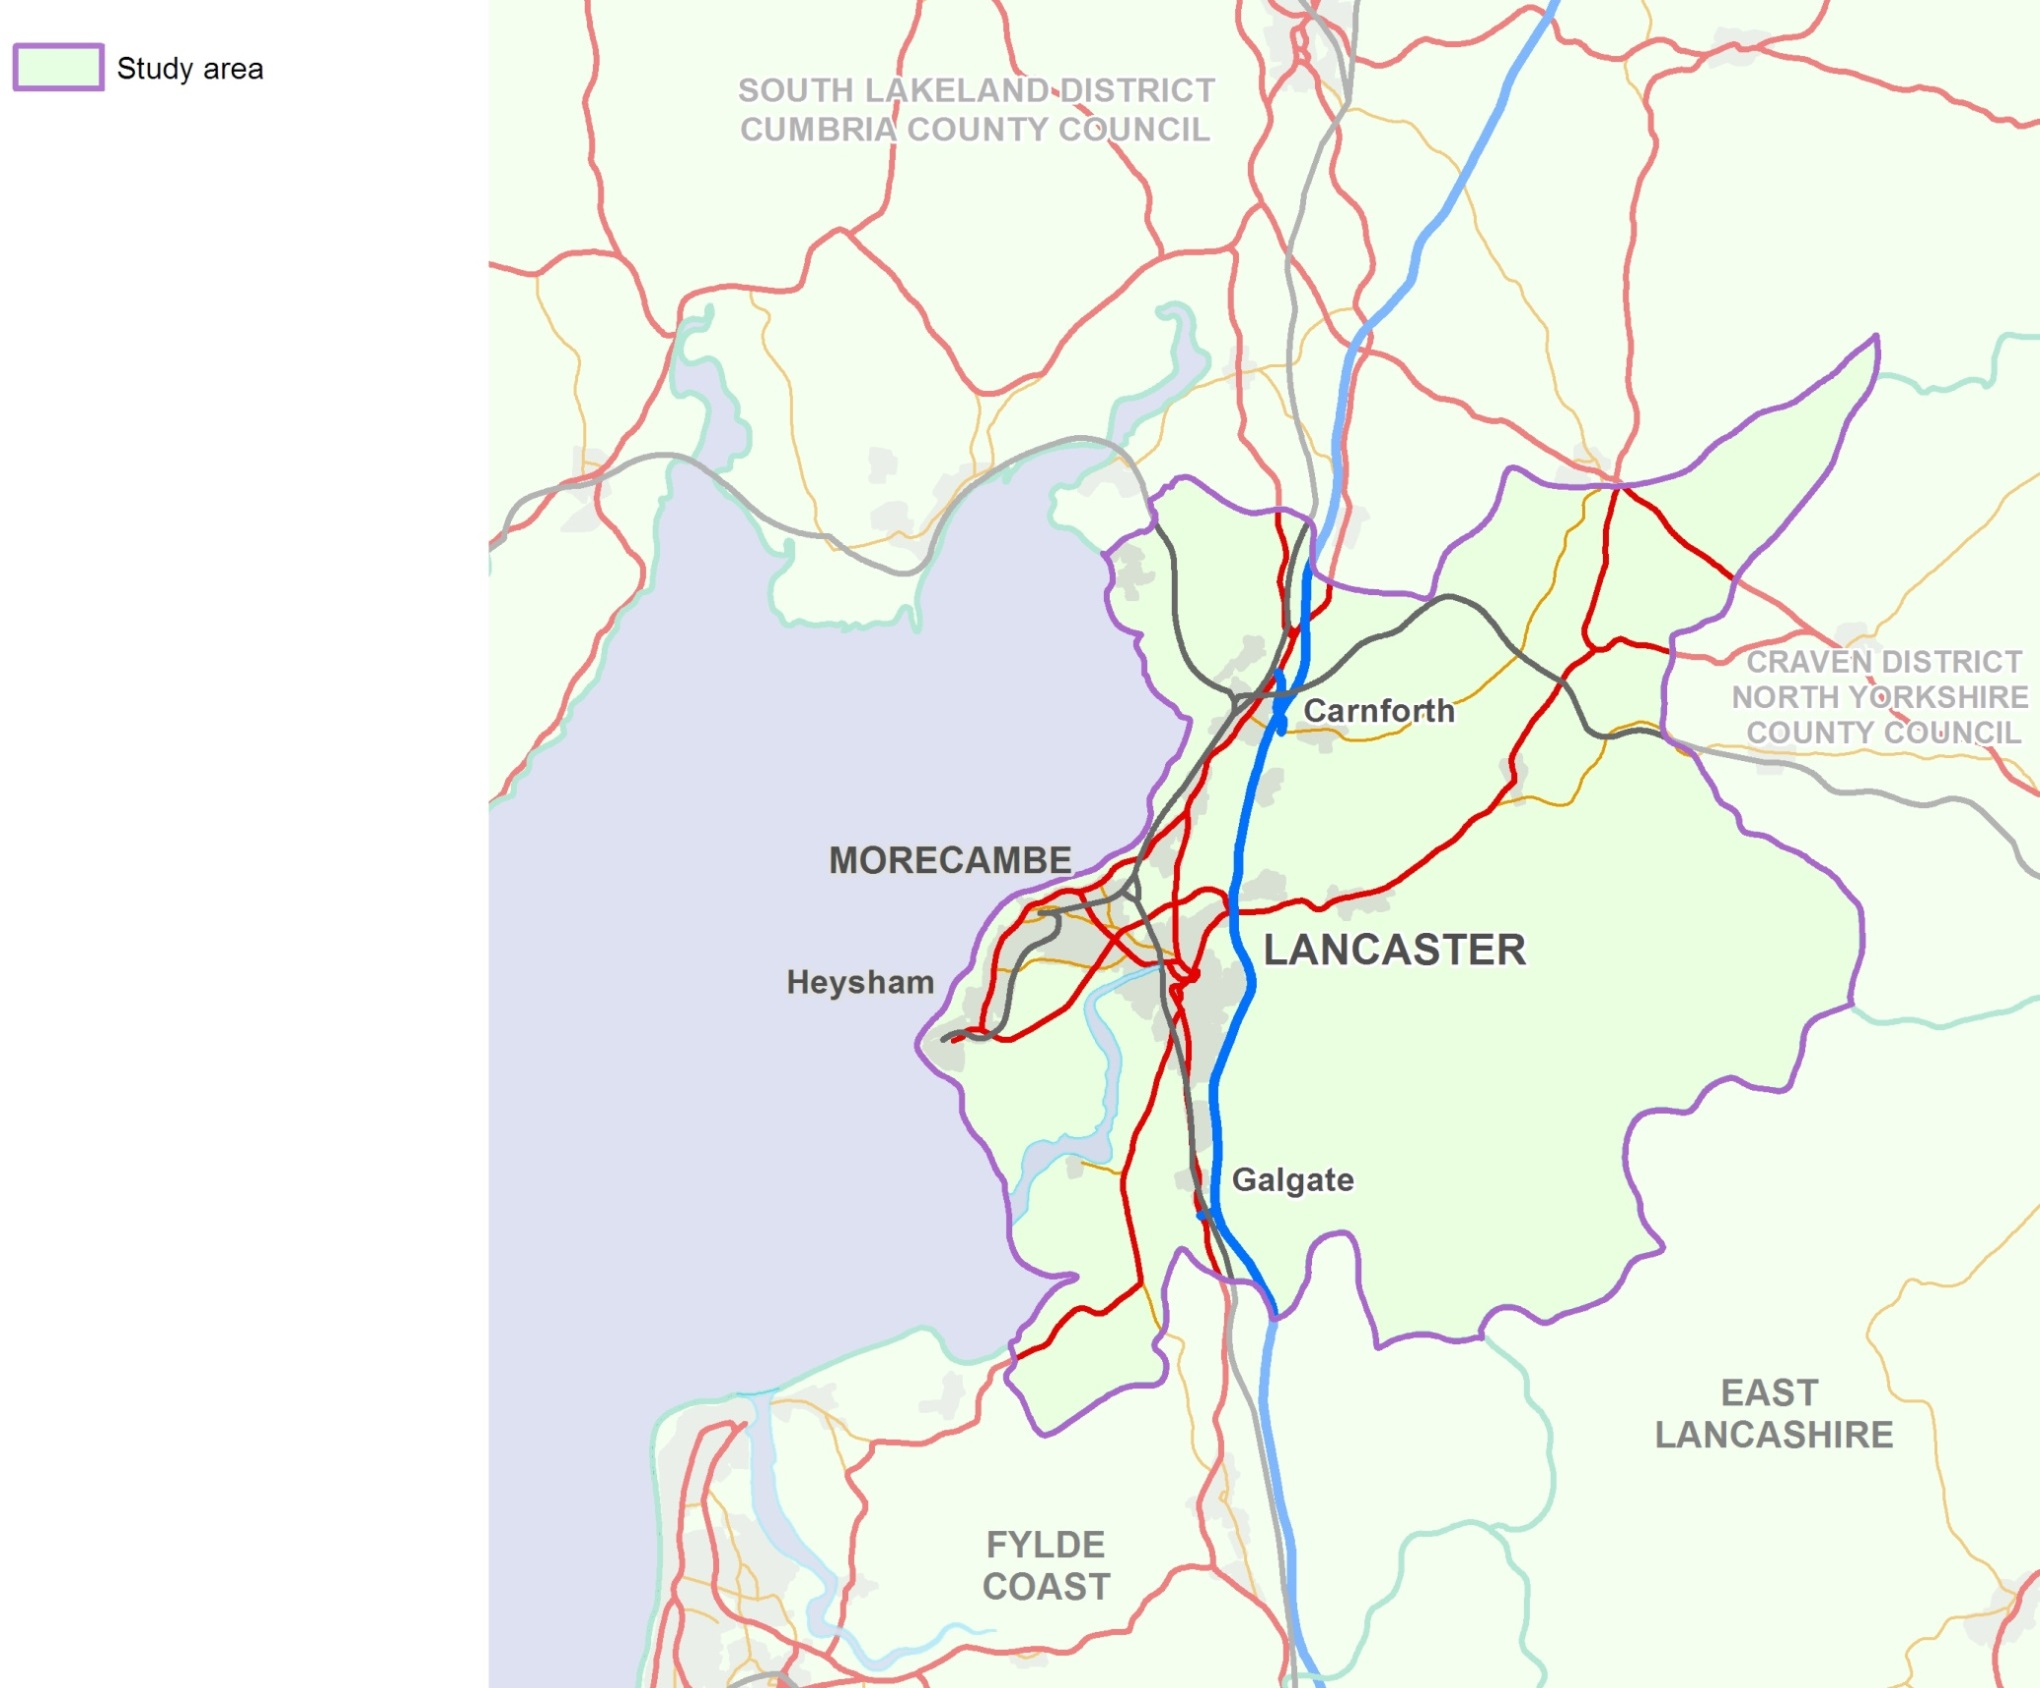 Study area
SOUTH LAKELAND DISTRICT
CUMBRIA COUNTY COUNCIL
CRAVEN DISTRICT
NORTH YORKSHIRE
COUNTY COUNCIL
Carnforth
MORECAMBE
LANCASTER
Heysham
Galgate
EAST
LANCASHIRE
FYLDE
COAST